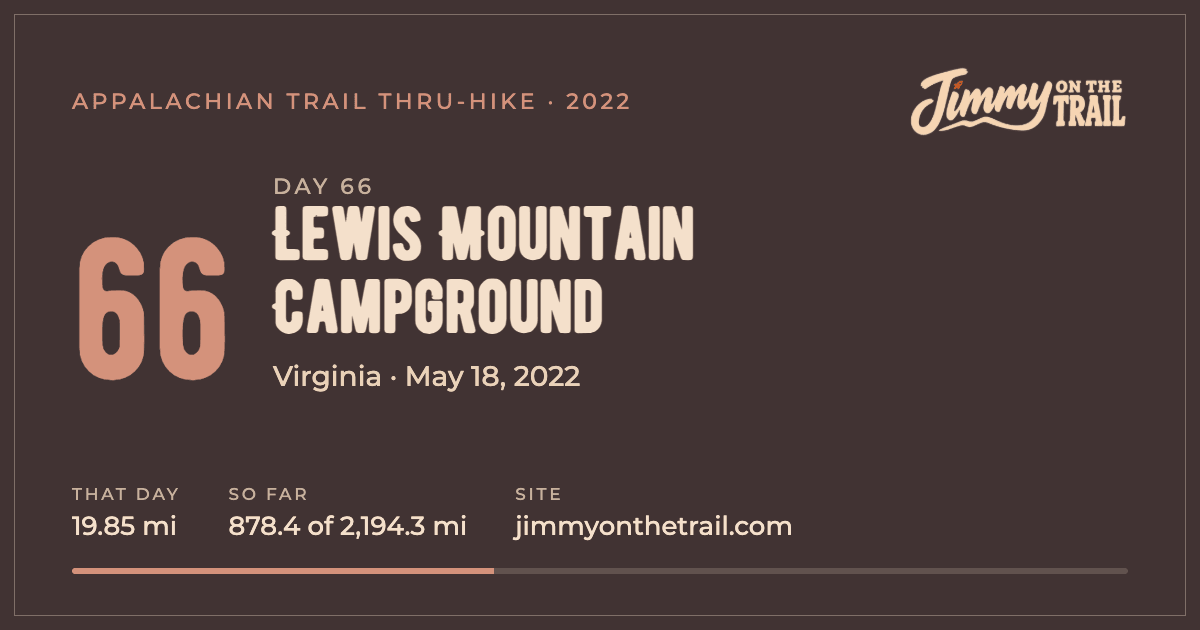 APPALACHIAN TRAIL THRU-HIKE · 2022
Jimmy ON THE TRAIL
DAY 66
66
LEWIS MOUNTAIN
CAMPGROUND
Virginia · May 18, 2022
THAT DAY
19.85 mi
SO FAR
878.4 of 2,194.3 mi
SITE
jimmyonthetrail.com